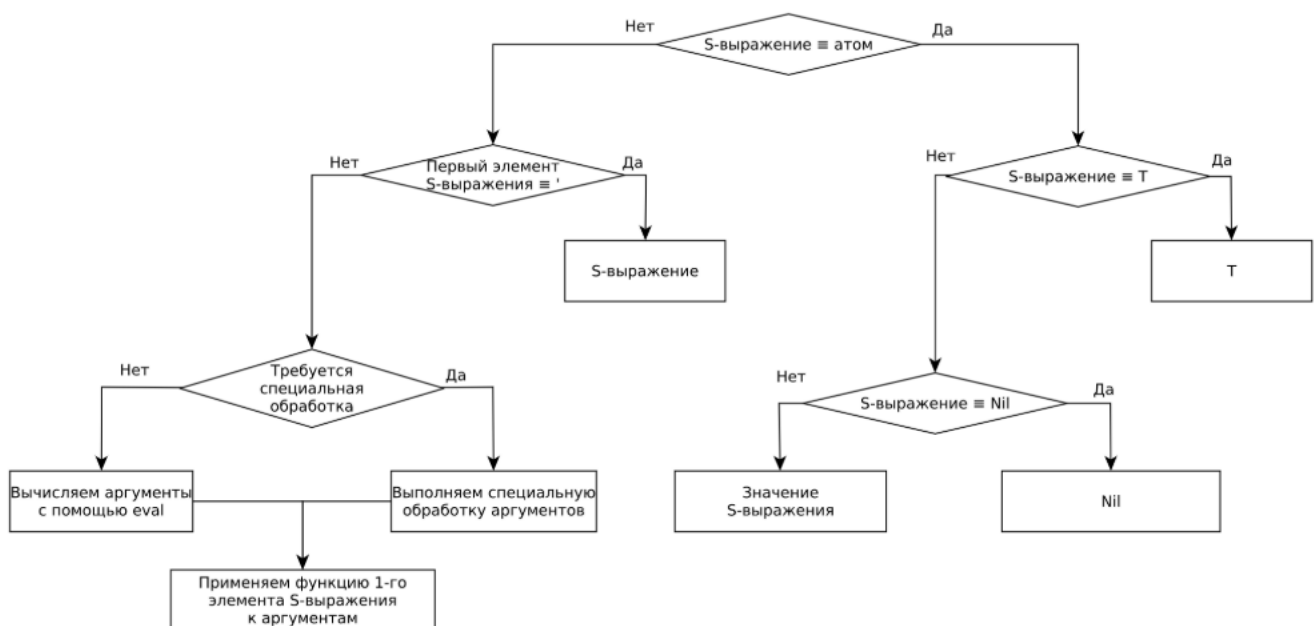 Нет
S-выражение ≡ атом
Да
Нет
Первый элемент
S-выражения ≡ '
Да
Нет
S-выражение ≡ T
Да
S-выражение
T
Нет
Требуется
специальная
обработка
Да
Нет
S-выражение ≡ Nil
Да
Вычисляем аргументы
с помощью eval
Выполняем специальную
обработку аргументов
Значение
S-выражения
Nil
Применяем функцию 1-го
элемента S-выражения
к аргументам